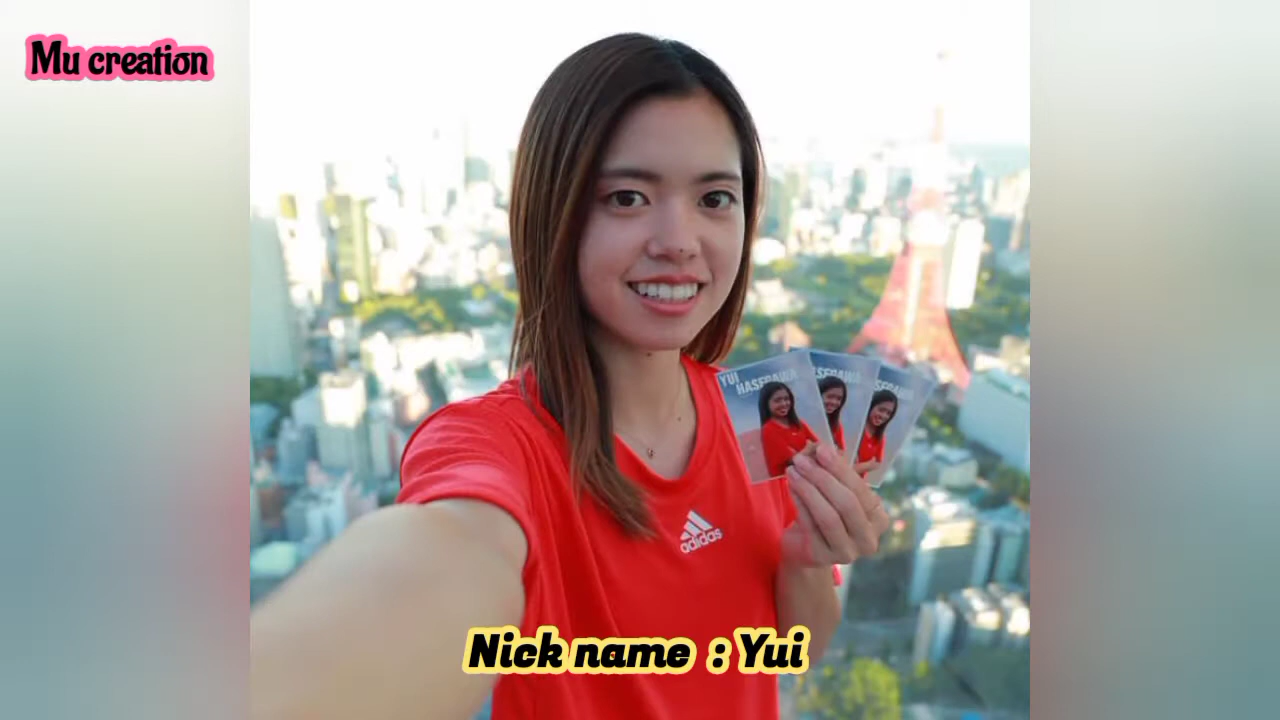 Mu creation
YUI
HASEGAWA
adidas
Nick name : Yui